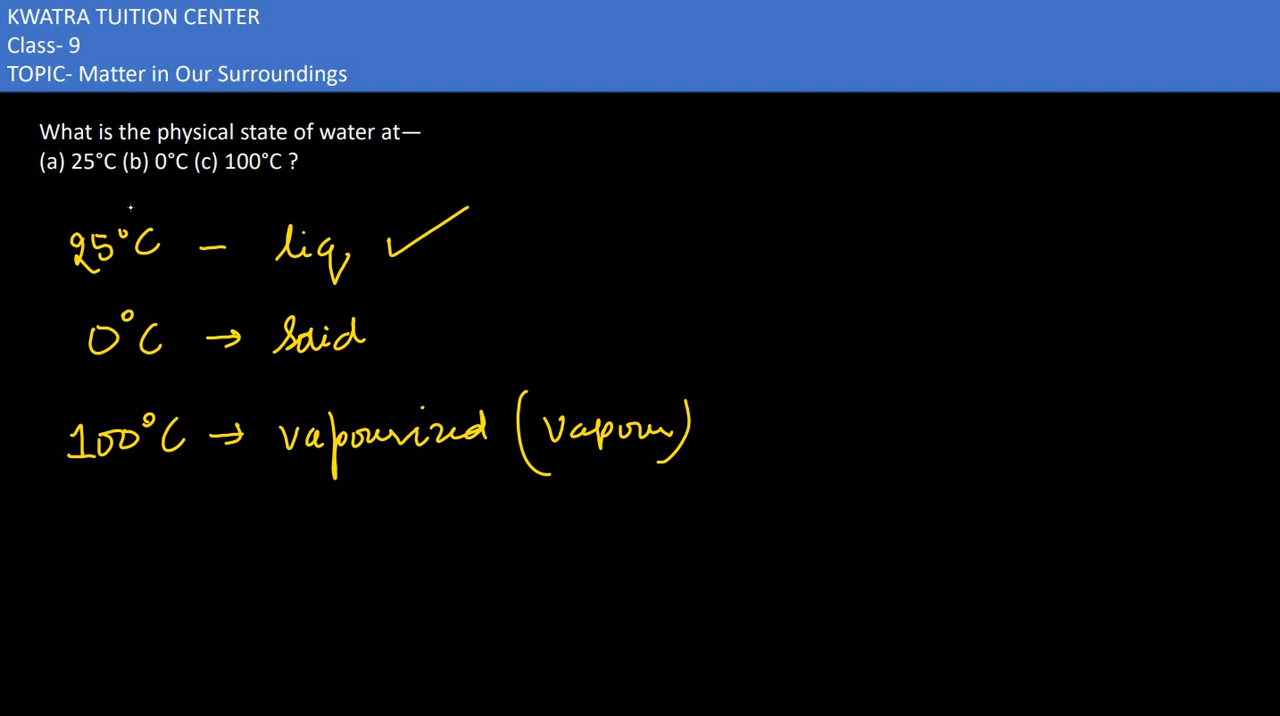 KWATRA TUITION CENTER
Class- 9
TOPIC- Matter in Our Surroundings
What is the physical state of water at—
(a) 25°C (b) 0°C (c) 100°C ?
25°C - liq.
0°C → Solid
100°C → vapourized (vapour)